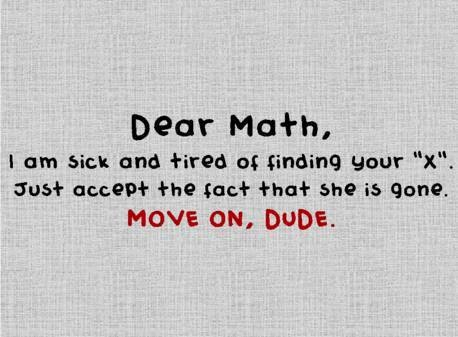 Dear Math,
I am sick and tired of finding your "X".
Just accept the fact that she is gone.
MOVE ON, DUDE.